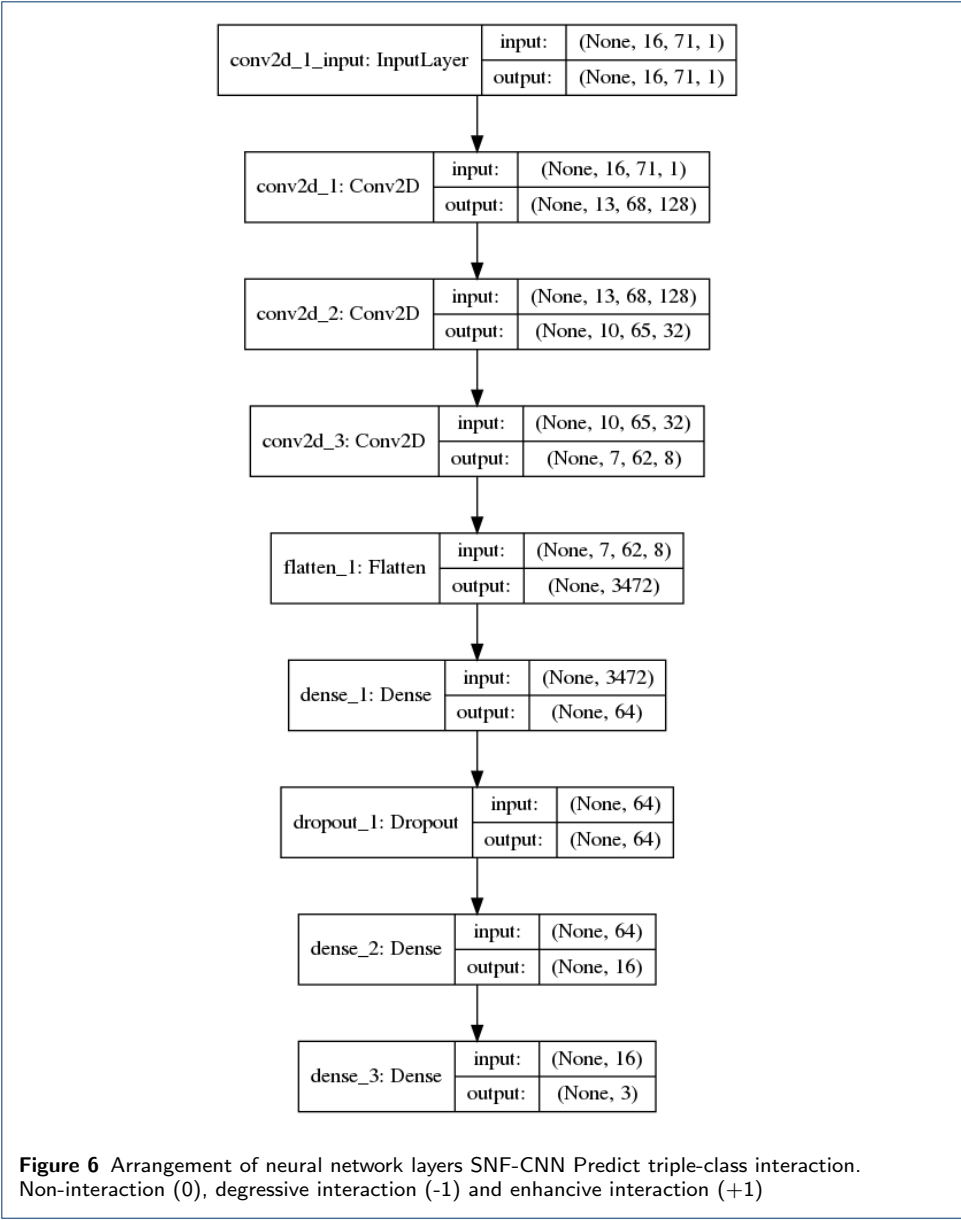 conv2d_1_input: InputLayer
input: (None, 16, 71, 1)
output: (None, 16, 71, 1)
conv2d_1: Conv2D
input: (None, 16, 71, 1)
output: (None, 13, 68, 128)
conv2d_2: Conv2D
input: (None, 13, 68, 128)
output: (None, 10, 65, 32)
conv2d_3: Conv2D
input: (None, 10, 65, 32)
output: (None, 7, 62, 8)
flatten_1: Flatten
input: (None, 7, 62, 8)
output: (None, 3472)
dense_1: Dense
input: (None, 3472)
output: (None, 64)
dropout_1: Dropout
input: (None, 64)
output: (None, 64)
dense_2: Dense
input: (None, 64)
output: (None, 16)
dense_3: Dense
input: (None, 16)
output: (None, 3)
Figure 6 Arrangement of neural network layers SNF-CNN Predict triple-class interaction.
Non-interaction (0), degressive interaction (-1) and enhancive interaction (+1)